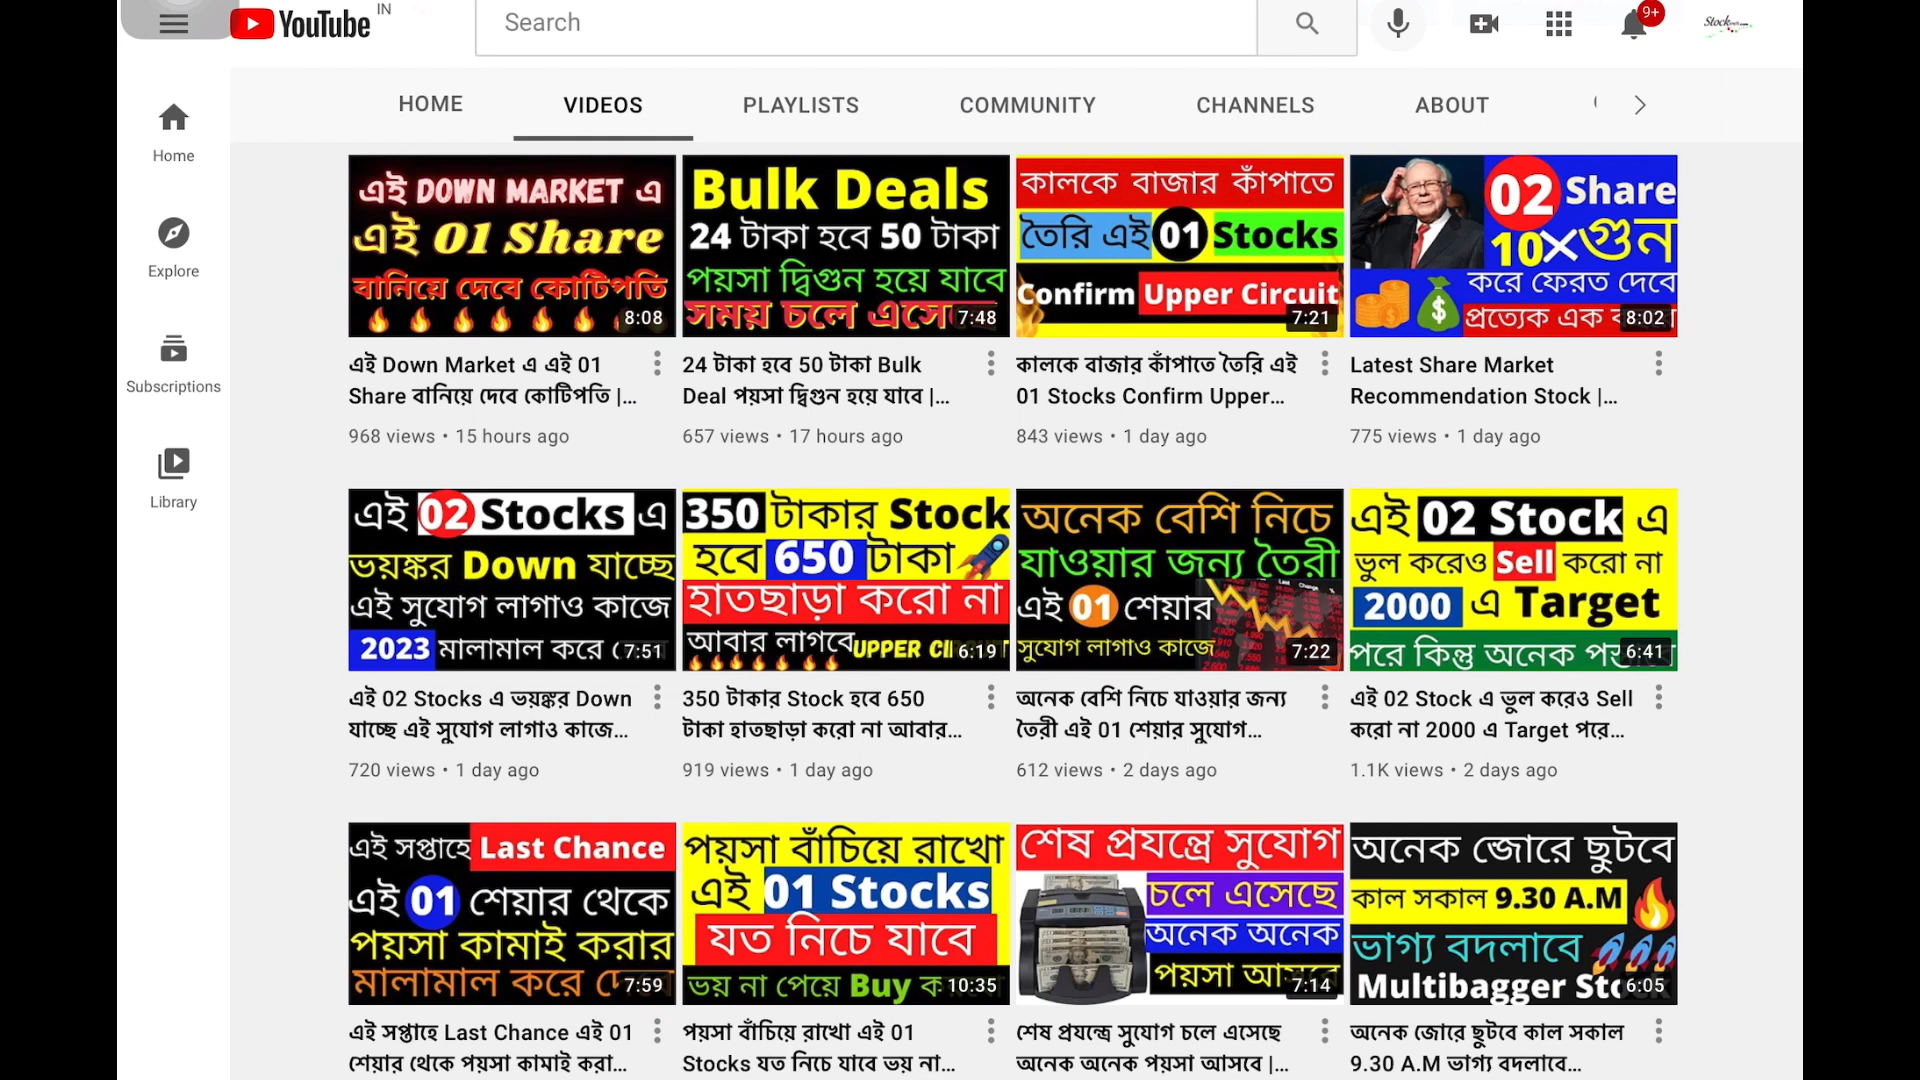 YouTube IN
Search
9+
HOME VIDEOS PLAYLISTS COMMUNITY CHANNELS ABOUT
Home
Explore
Subscriptions
Library
এই DOWN MARKET এ
এই 01 Share
বানিয়ে দেবে কোটিপতি
8:08
এই Down Market এ এই 01
Share বানিয়ে দেবে কোটিপতি |...
968 views • 15 hours ago
Bulk Deals
24 টাকা হবে 50 টাকা
পয়সা দ্বিগুন হয়ে যাবে
সময় চলে
7:48
24 টাকা হবে 50 টাকা Bulk
Deal পয়সা দ্বিগুন হয়ে যাবে |...
657 views • 17 hours ago
কালকে বাজার কাঁপাতে
তৈরি এই 01 Stocks
Confirm Upper Circuit
7:21
কালকে বাজার কাঁপাতে তৈরি এই
01 Stocks Confirm Upper...
843 views • 1 day ago
02 Share
10×গুন
করে ফেরত দেবে
প্রত্যেক এক
8:02
Latest Share Market
Recommendation Stock |...
775 views • 1 day ago
এই 02 Stocks এ
ভয়ঙ্কর Down যাচ্ছে
এই সুযোগ লাগাও কাজে
2023 মালামাল করে
7:51
এই 02 Stocks এ ভয়ঙ্কর Down
যাচ্ছে এই সুযোগ লাগাও কাজে...
720 views • 1 day ago
350 টাকার Stock
হবে 650 টাকা
হাতছাড়া করো না
আবার লাগবে UPPER
6:19
350 টাকার Stock হবে 650
টাকা হাতছাড়া করো না আবার...
919 views • 1 day ago
অনেক বেশি নিচে
যাওয়ার জন্য তৈরী
এই 01 শেয়ার
সুযোগ লাগাও কাজে
7:22
অনেক বেশি নিচে যাওয়ার জন্য
তৈরী এই 01 শেয়ার সুযোগ...
612 views • 2 days ago
এই 02 Stock এ
ভুল করেও Sell করো না
2000 এ Target
পরে কিন্তু অনেক
6:41
এই 02 Stock এ ভুল করেও Sell
করো না 2000 এ Target পরে...
1.1K views • 2 days ago
এই সপ্তাহে Last Chance
এই 01 শেয়ার থেকে
পয়সা কামাই করার
মালামাল করে
7:59
এই সপ্তাহে Last Chance এই 01
শেয়ার থেকে পয়সা কামাই করা...
পয়সা বাঁচিয়ে রাখো
এই 01 Stocks
যত নিচে যাবে
ভয় না পেয়ে Buy
10:35
পয়সা বাঁচিয়ে রাখো এই 01
Stocks যত নিচে যাবে ভয় না...
শেষ প্রযন্ত্রে সুযোগ
চলে এসেছে
অনেক অনেক
পয়সা আসবে
7:14
শেষ প্রযন্ত্রে সুযোগ চলে এসেছে
অনেক অনেক পয়সা আসবে |...
অনেক জোরে ছুটবে
কাল সকাল 9.30 A.M
ভাগ্য বদলাবে
Multibagger
6:05
অনেক জোরে ছুটবে কাল সকাল
9.30 A.M ভাগ্য বদলাবে...